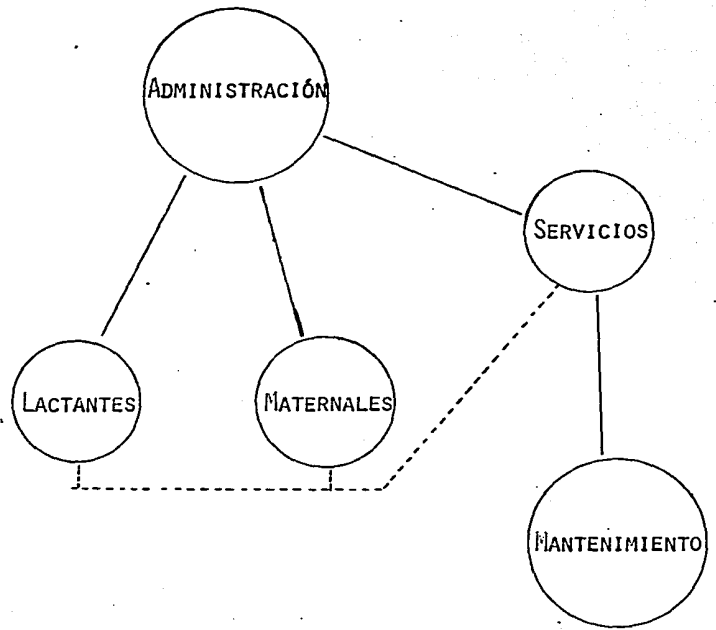 ADMINISTRACIÓN
SERVICIOS
LACTANTES
MATERNALES
MANTENIMIENTO